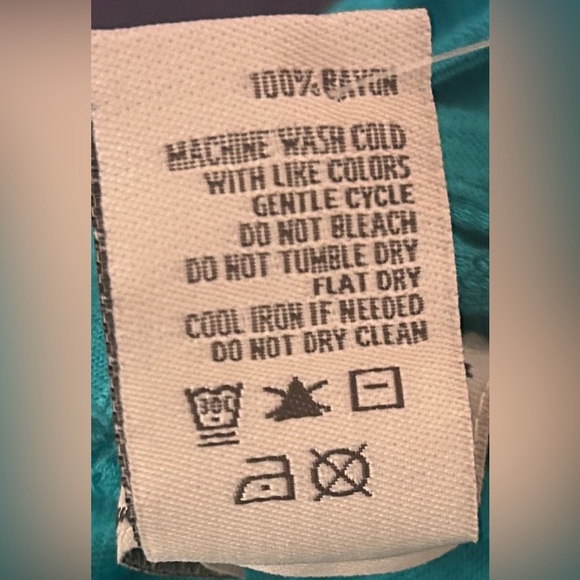 100% RAYON
MACHINE WASH COLD
WITH LIKE COLORS
GENTLE CYCLE
DO NOT BLEACH
DO NOT TUMBLE DRY
FLAT DRY
COOL IRON IF NEEDED
DO NOT DRY CLEAN
30C